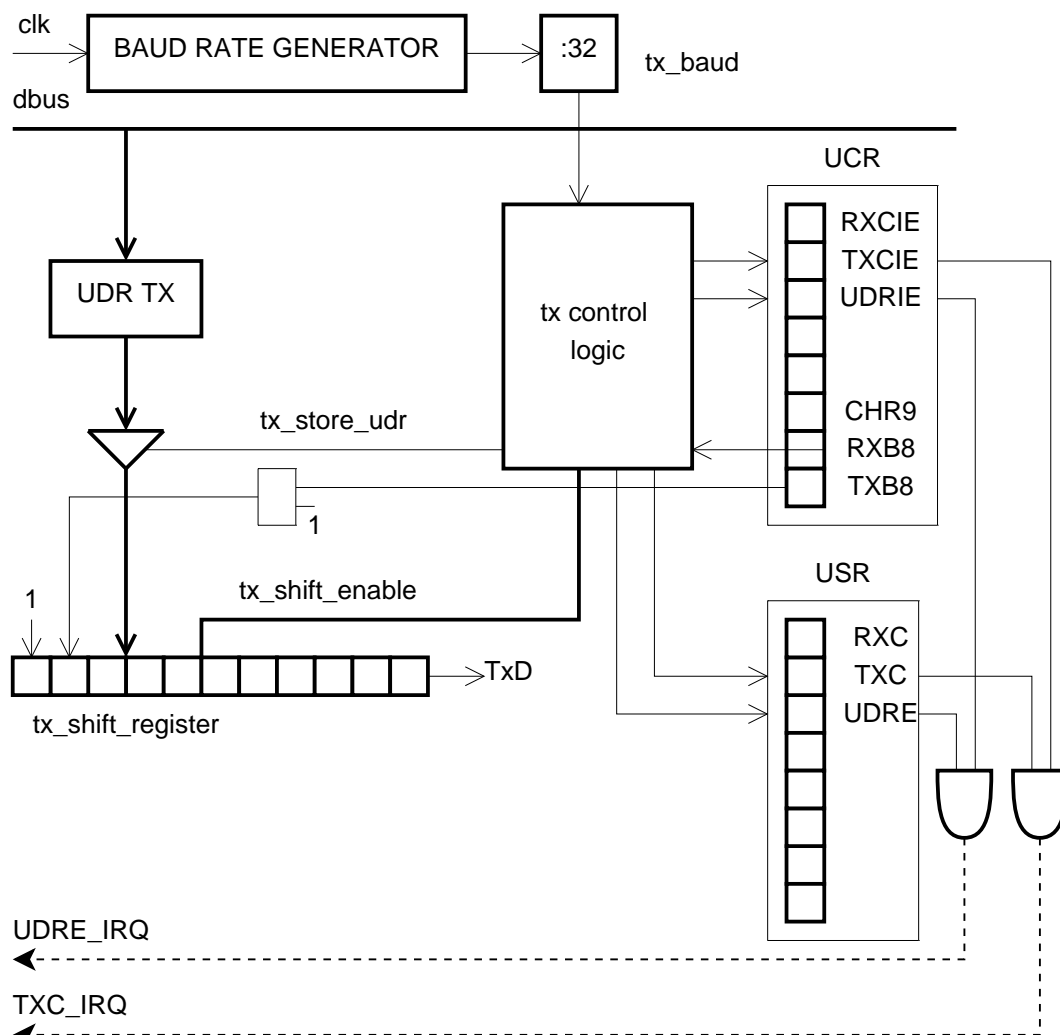 clk
BAUD RATE GENERATOR
:32
tx_baud
dbus
UCR
RXCIE
TXCIE
UDRIE
UDR TX
tx control
logic
CHR9
tx_store_udr
RXB8
TXB8
1
USR
tx_shift_enable
1
RXC
TXC
TxD
UDRE
tx_shift_register
UDRE_IRQ
TXC_IRQ